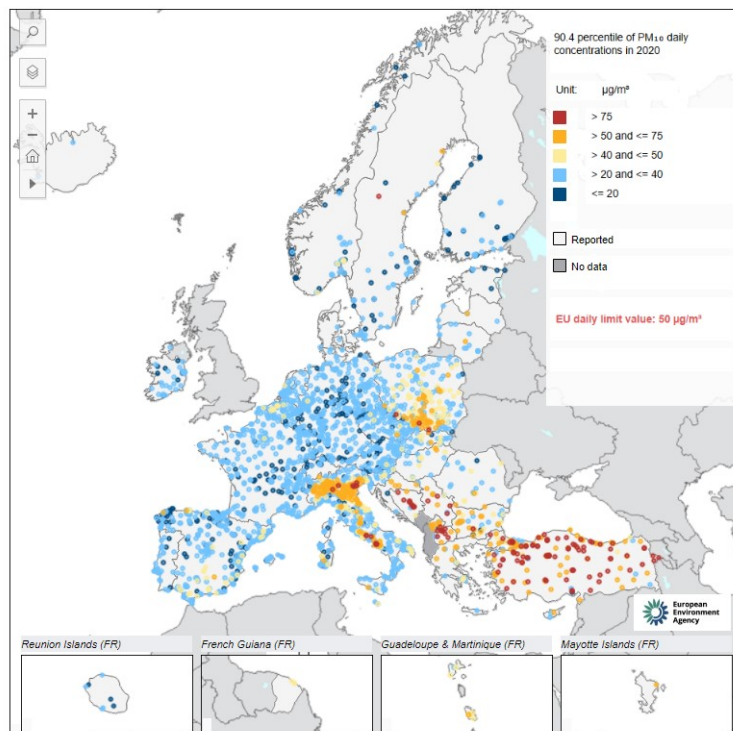 90.4 percentile of PM₁₀ daily
concentrations in 2020
Unit: µg/m³
> 75
> 50 and <= 75
> 40 and <= 50
> 20 and <= 40
<= 20
Reported
No data
EU daily limit value: 50 µg/m³
European
Environment
Agency
Reunion Islands (FR)
French Guiana (FR)
Guadeloupe & Martinique (FR)
Mayotte Islands (FR)